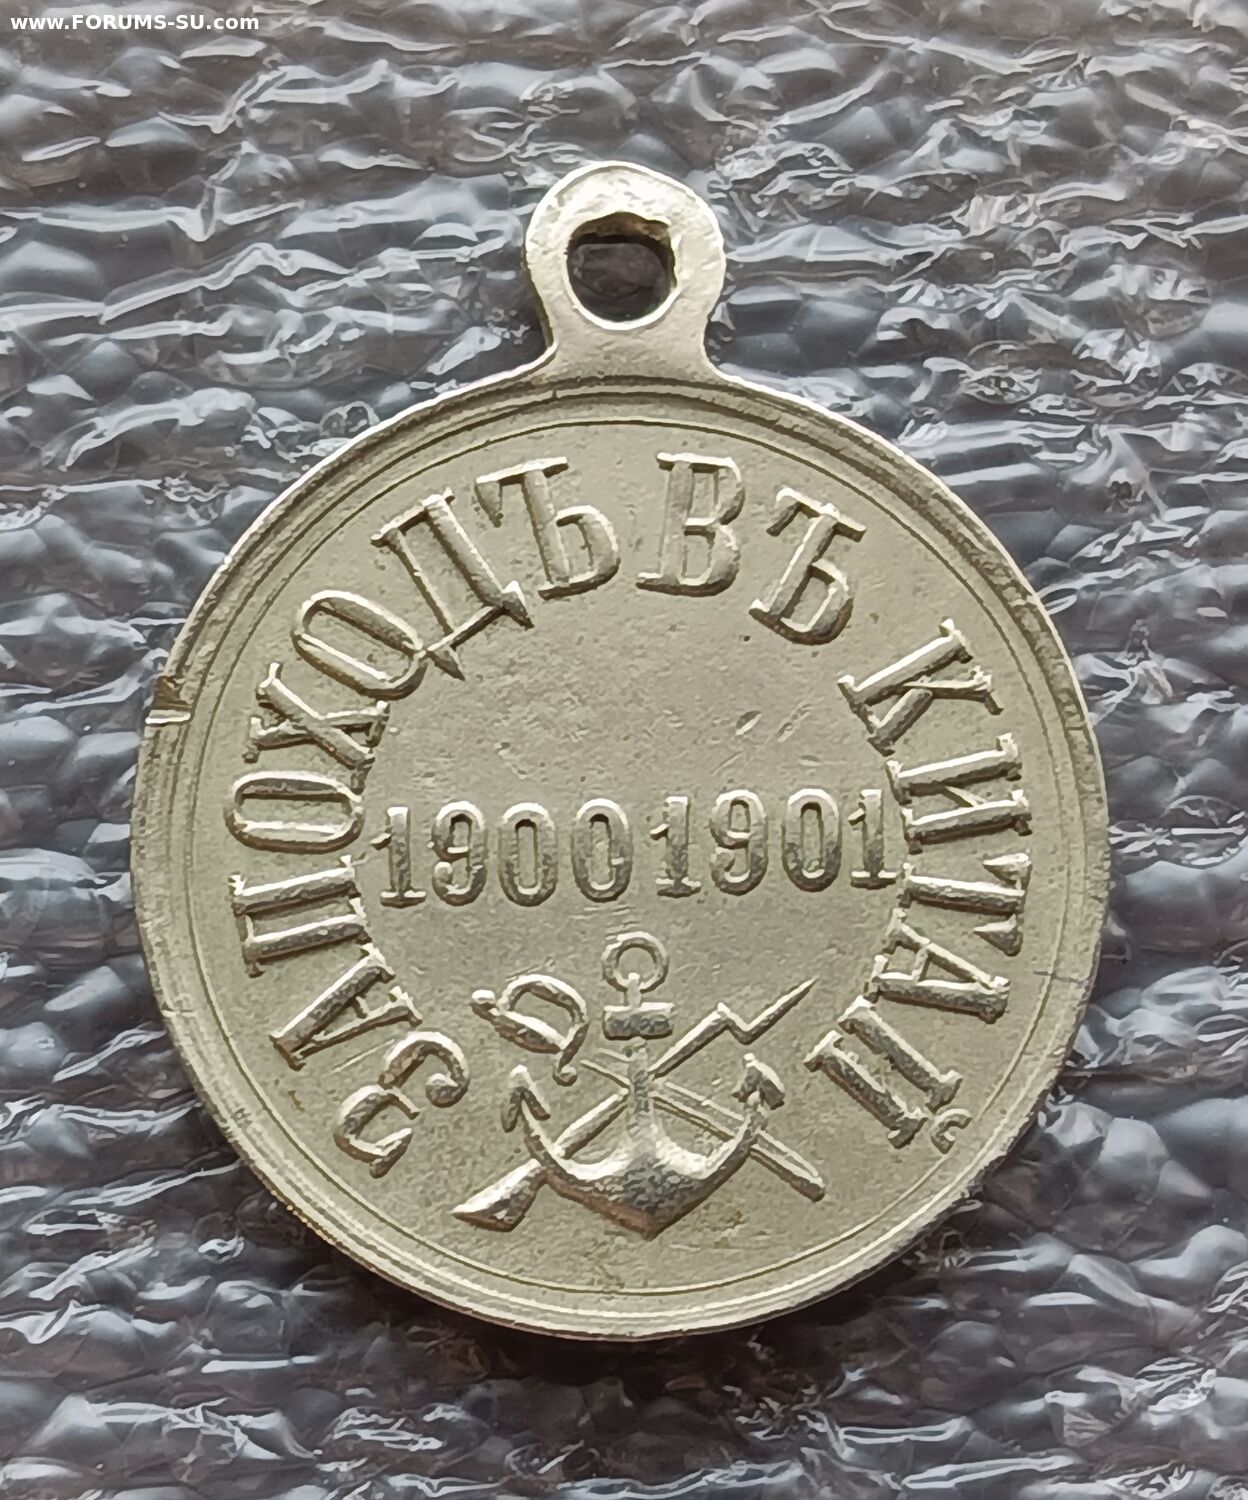 www.FORUMS-SU.com
ЗА ПОХОДЪ ВЪ КИТАЙ
1900 1901